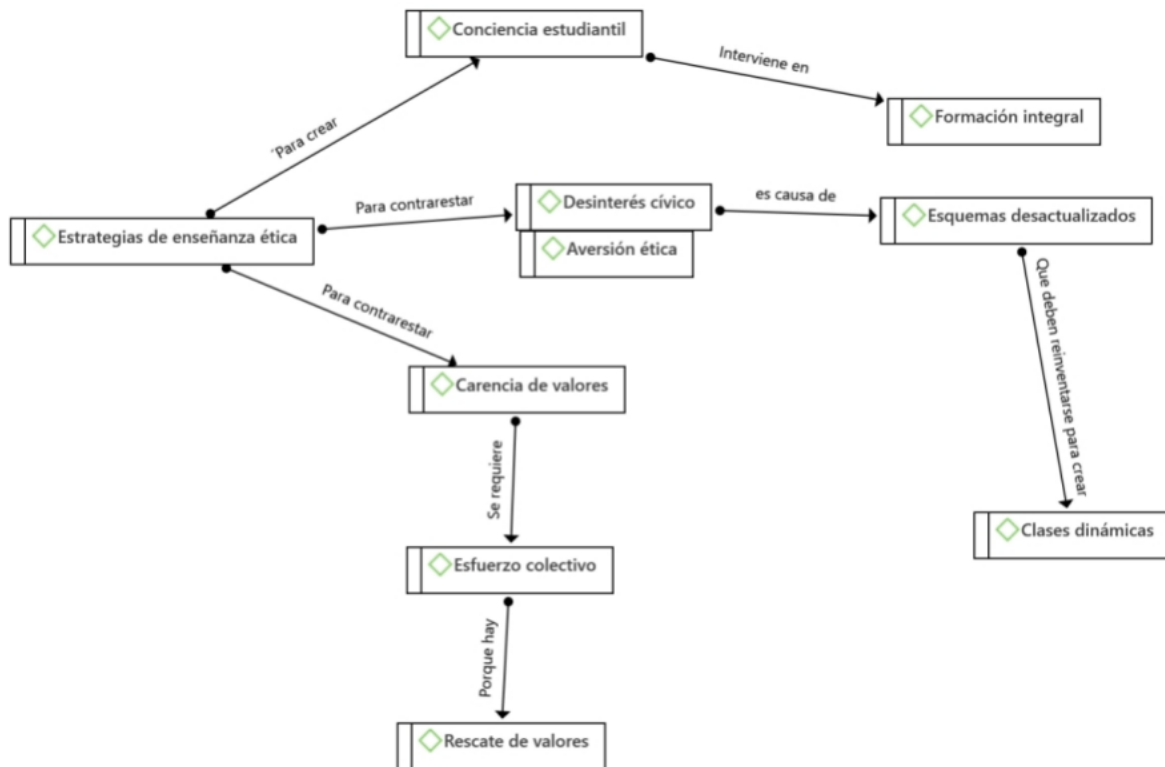 Conciencia estudiantil
Interviene en
Formación integral
´Para crear
Para contrarestar
Desinterés cívico
es causa de
Esquemas desactualizados
Estrategias de enseñanza ética
Aversión ética
Para contrarestar
Que deben reinventarse para crear
Carencia de valores
Se requiere
Clases dinámicas
Esfuerzo colectivo
Porque hay
Rescate de valores